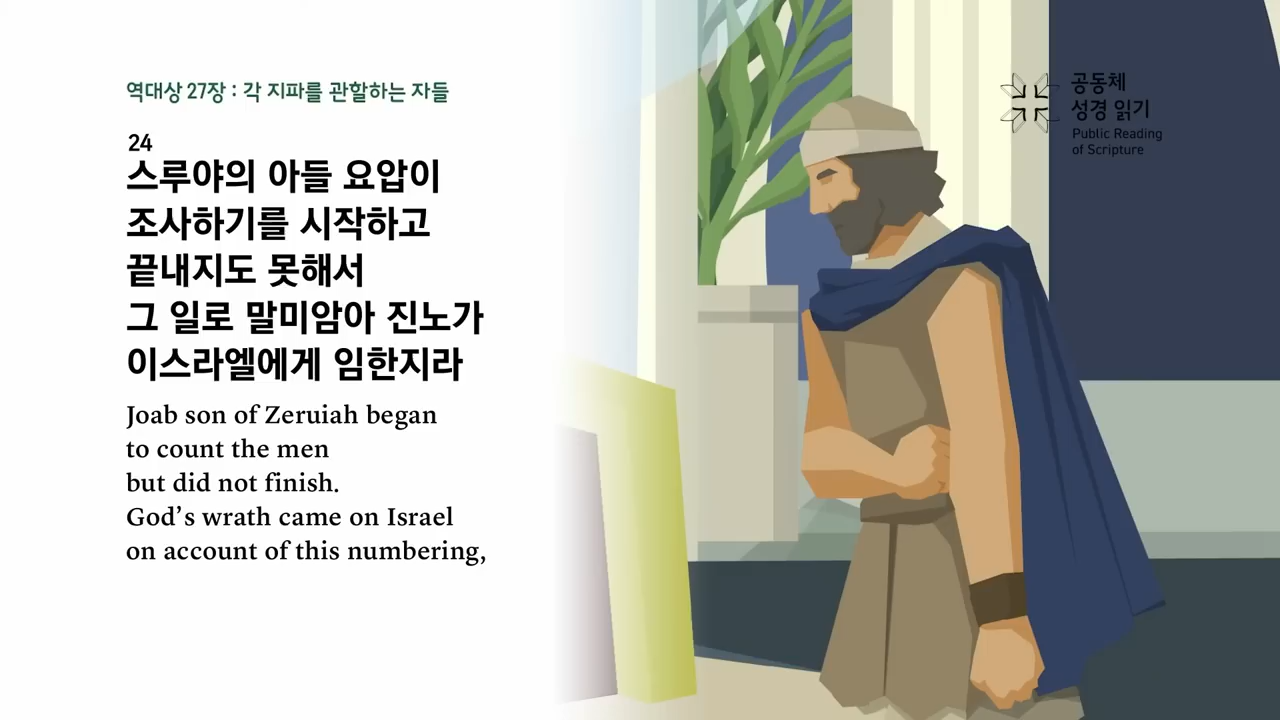 역대상 27장 : 각 지파를 관할하는 자들
24
스루야의 아들 요압이
조사하기를 시작하고
끝내지도 못해서
그 일로 말미암아 진노가
이스라엘에게 임한지라
Joab son of Zeruiah began
to count the men
but did not finish.
God’s wrath came on Israel
on account of this numbering,
공동체
성경 읽기
Public Reading
of Scripture